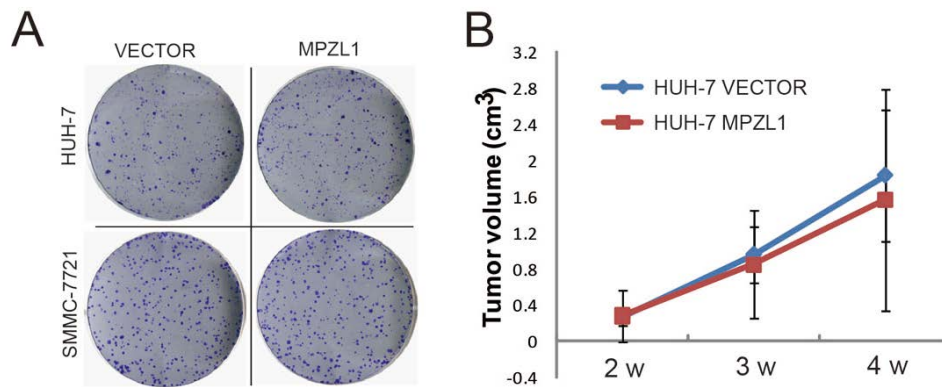 A
VECTOR
MPZL1
HUH-7
SMMC-7721
B
Tumor volume (cm³)
3.2
2.8
2.4
2
1.6
1.2
0.8
0.4
0
-0.4
HUH-7 VECTOR
HUH-7 MPZL1
2 w
3 w
4 w